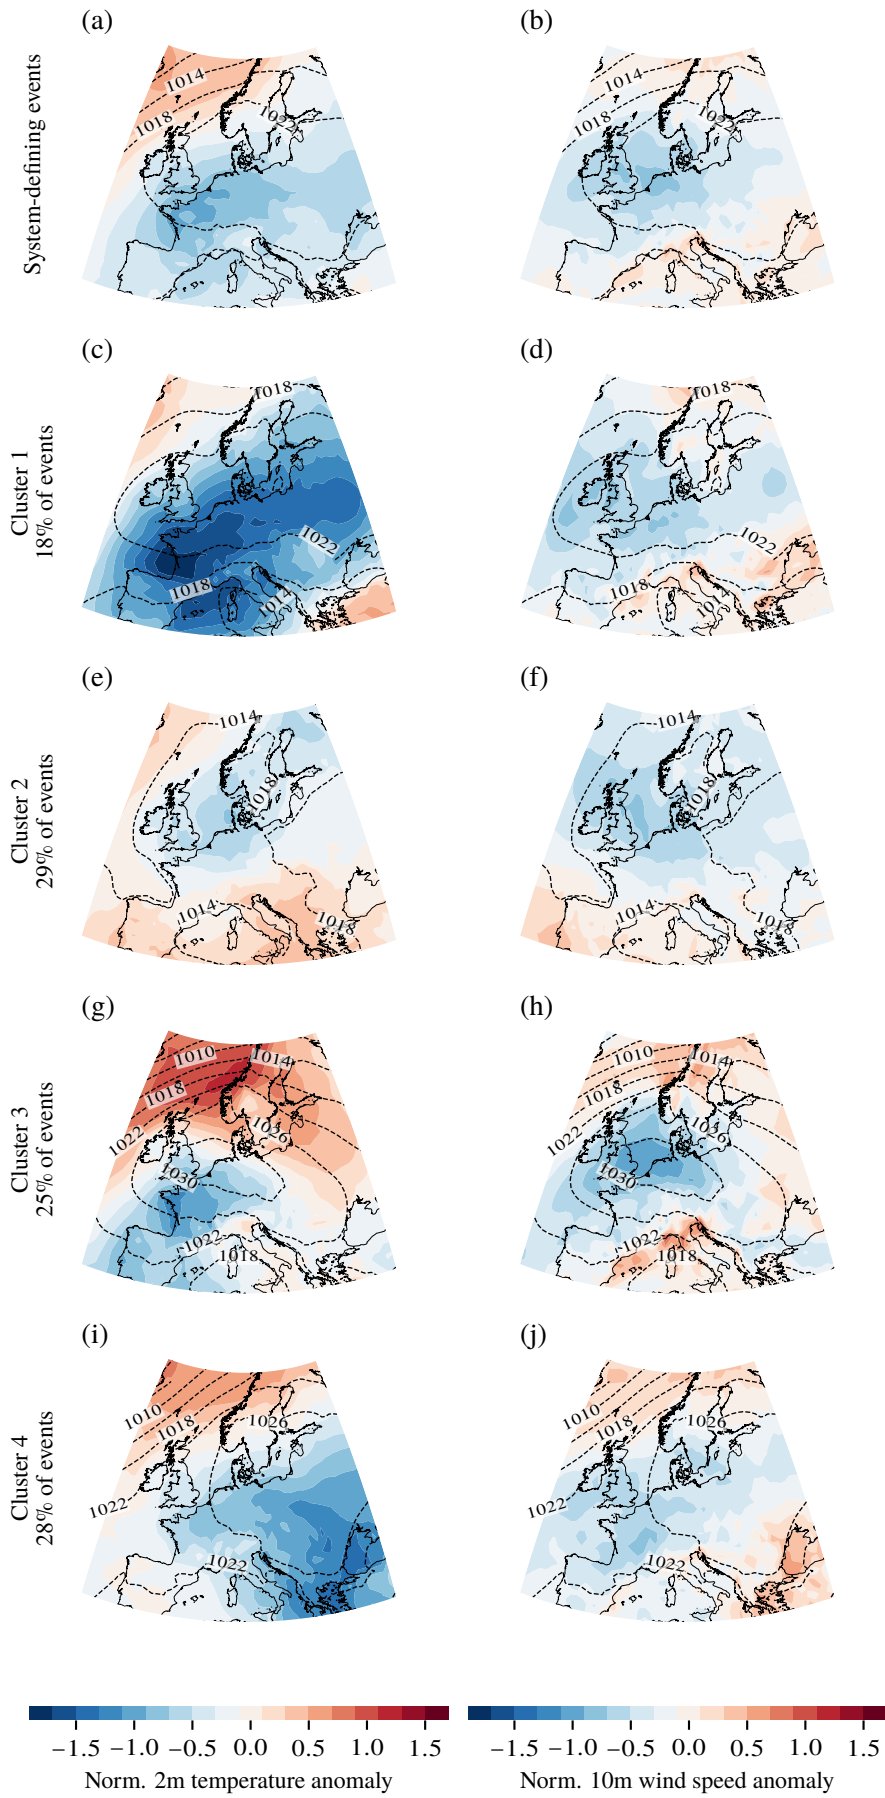 (a)
(b)
System-defining events
1014
1018
1022
1014
1018
1022
(c)
(d)
Cluster 1
18% of events
1018
1022
1018
1014
1018
1022
1018
1014
(e)
(f)
Cluster 2
29% of events
1014
1018
1014
1018
1014
1018
1014
1018
(g)
(h)
Cluster 3
25% of events
1010
1014
1018
1022
1026
1030
1022
1018
1014
1022
1026
1030
1022
1018
(i)
(j)
Cluster 4
28% of events
1010
1018
1026
1022
1022
1010
1018
1026
1022
1022
−1.5 −1.0 −0.5 0.0 0.5 1.0 1.5
Norm. 2m temperature anomaly
−1.5 −1.0 −0.5 0.0 0.5 1.0 1.5
Norm. 10m wind speed anomaly